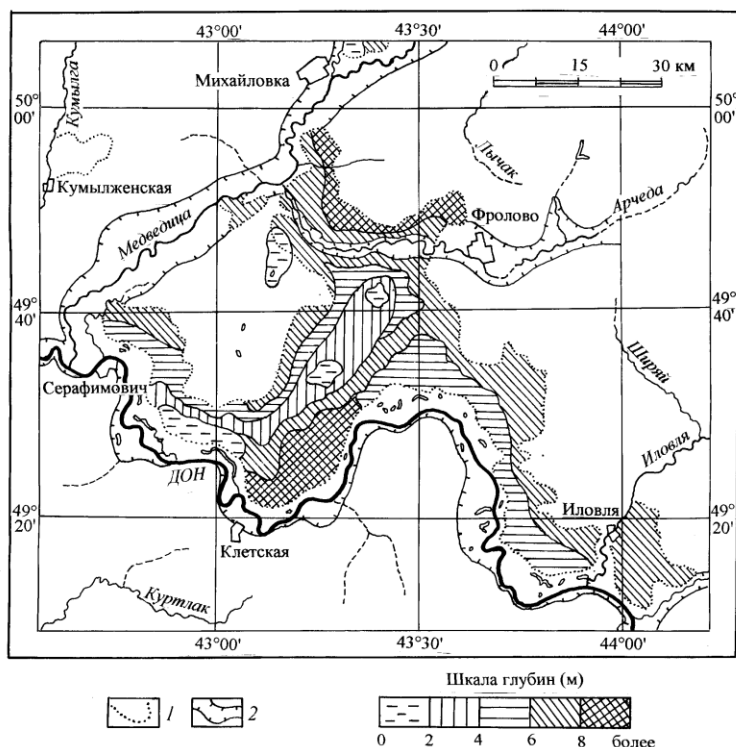 43°00' 43°30' 44°00'
0 15 30 км
Михайловка
Кумылга
50°
00'
50°
00'
Лычак
Кумылженская
Арчеда
Фролово
Медведица
49°
40'
49°
40'
Ширяй
Серафимович
Иловля
ДОН
49°
20'
Иловля
49°
20'
Клетская
Куртлак
43°00' 43°30' 44°00'
Шкала глубин (м)
1 2
0 2 4 6 8 более